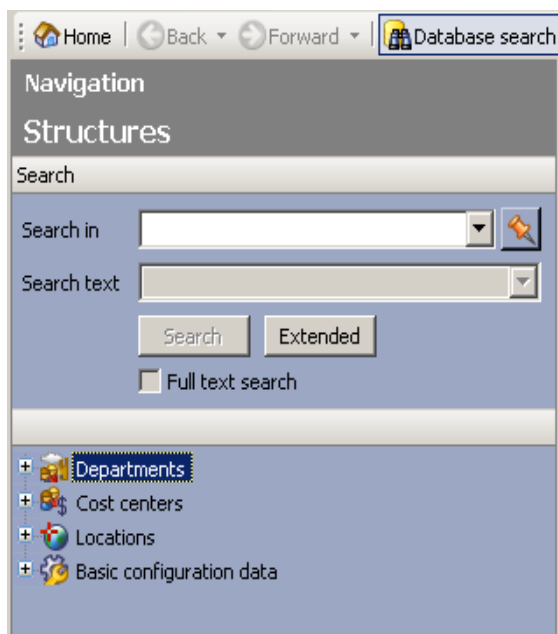 Home Back Forward Database search
Navigation
Structures
Search
Search in
Search text
Search Extended
Full text search
Departments
Cost centers
Locations
Basic configuration data